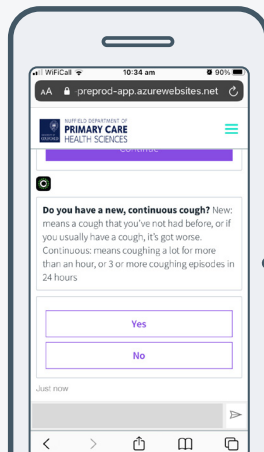 WiFiCall 10:34 am 90%
AA -preprod-app.azurewebsites.net
NUFFIELD DEPARTMENT OF
PRIMARY CARE
HEALTH SCIENCES
Continue
Do you have a new, continuous cough? New:
means a cough that you've not had before, or if
you usually have a cough, it's got worse.
Continuous: means coughing a lot for more
than an hour, or 3 or more coughing episodes in
24 hours
Yes
No
Just now